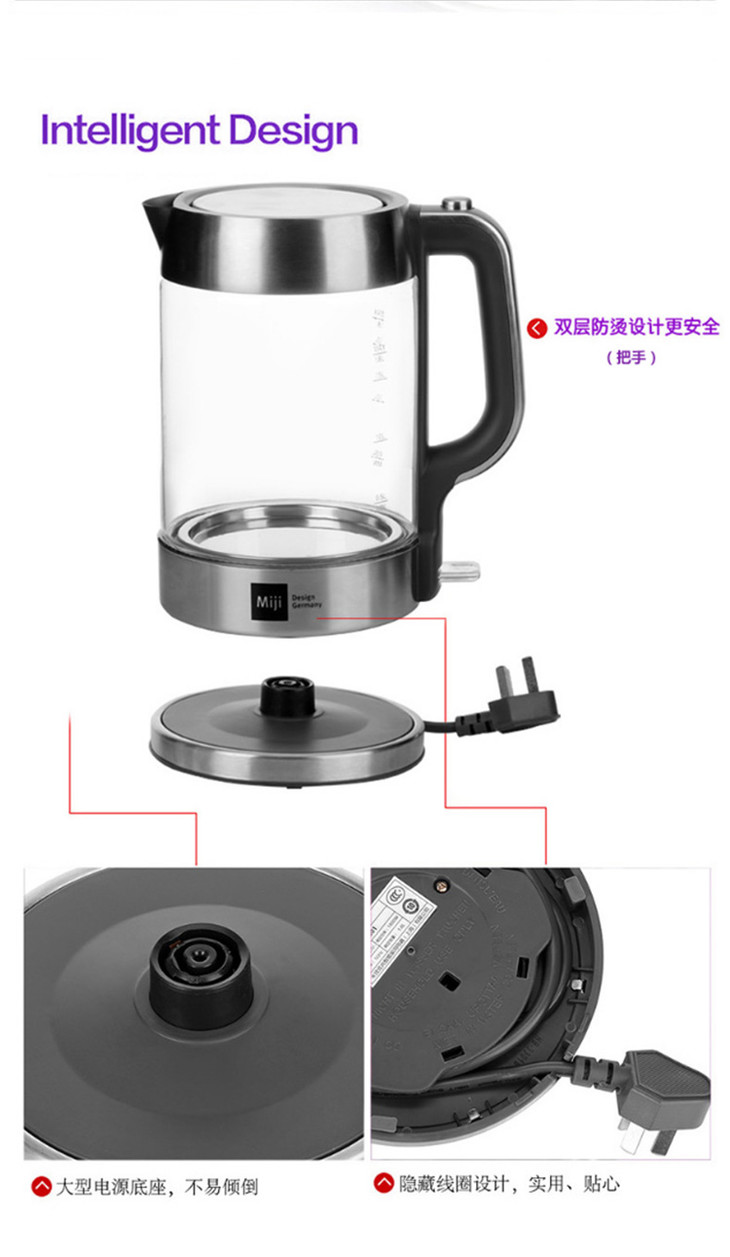 Intelligent Design
双层防烫设计更安全
（把手）
Miji
Design
Germany
大型电源底座，不易倾倒
隐藏线圈设计，实用、贴心